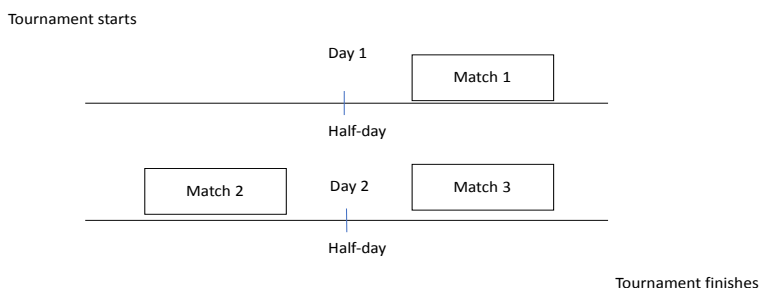 Tournament starts
Day 1
Match 1
Half-day
Match 2
Day 2
Match 3
Half-day
Tournament finishes